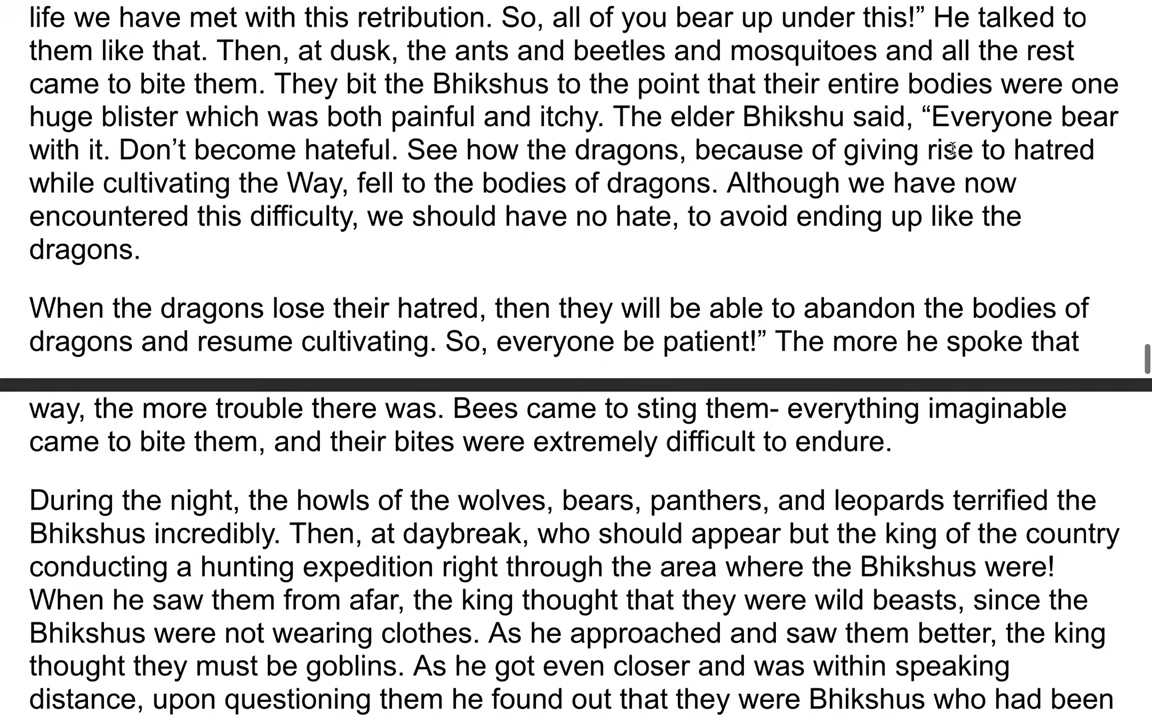 life we have met with this retribution. So, all of you bear up under this!” He talked to
them like that. Then, at dusk, the ants and beetles and mosquitoes and all the rest
came to bite them. They bit the Bhikshus to the point that their entire bodies were one
huge blister which was both painful and itchy. The elder Bhikshu said, “Everyone bear
with it. Don’t become hateful. See how the dragons, because of giving rise to hatred
while cultivating the Way, fell to the bodies of dragons. Although we have now
encountered this difficulty, we should have no hate, to avoid ending up like the
dragons.
When the dragons lose their hatred, then they will be able to abandon the bodies of
dragons and resume cultivating. So, everyone be patient!” The more he spoke that
way, the more trouble there was. Bees came to sting them- everything imaginable
came to bite them, and their bites were extremely difficult to endure.
During the night, the howls of the wolves, bears, panthers, and leopards terrified the
Bhikshus incredibly. Then, at daybreak, who should appear but the king of the country
conducting a hunting expedition right through the area where the Bhikshus were!
When he saw them from afar, the king thought that they were wild beasts, since the
Bhikshus were not wearing clothes. As he approached and saw them better, the king
thought they must be goblins. As he got even closer and was within speaking
distance, upon questioning them he found out that they were Bhikshus who had been